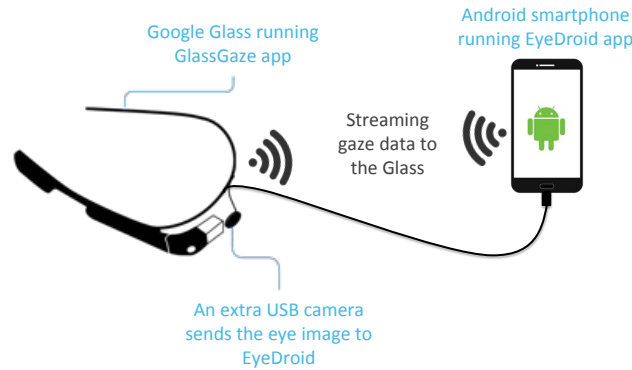 Google Glass running
GlassGaze app
Android smartphone
running EyeDroid app
Streaming
gaze data to
the Glass
An extra USB camera
sends the eye image to
EyeDroid